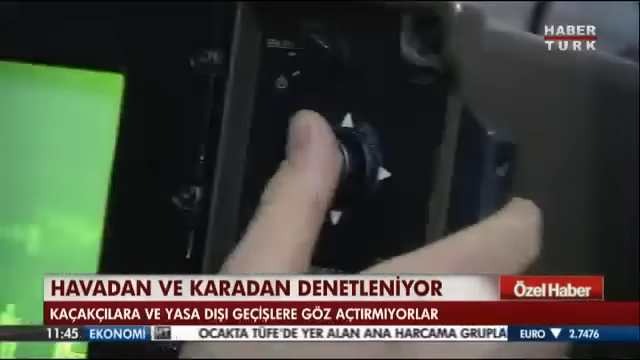 HABER
TÜRK
HAVADAN VE KARADAN DENETLENİYOR
Özel Haber
KAÇAKÇILARA VE YASA DIŞI GEÇİŞLERE GÖZ AÇTIRMIYORLAR
11:45 EKONOMİ OCAKTA TÜFE'DE YER ALAN ANA HARCAMA GRUPLA EURO ▼ 2.7476